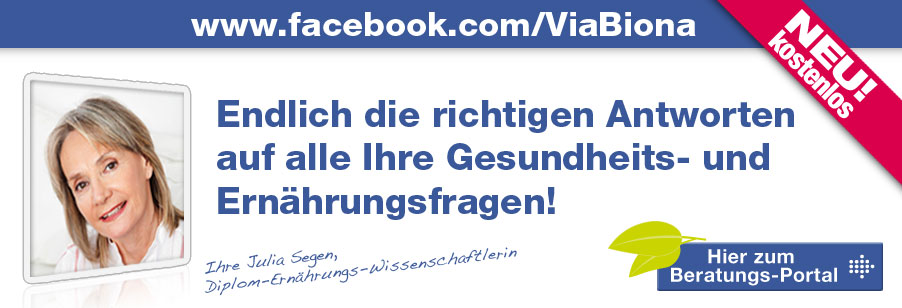 www.facebook.com/ViaBiona
NEU!
kostenlos
Endlich die richtigen Antworten
auf alle Ihre Gesundheits- und
Ernährungsfragen!
Ihre Julia Segen,
Diplom-Ernährungs-Wissenschaftlerin
Hier zum
Beratungs-Portal